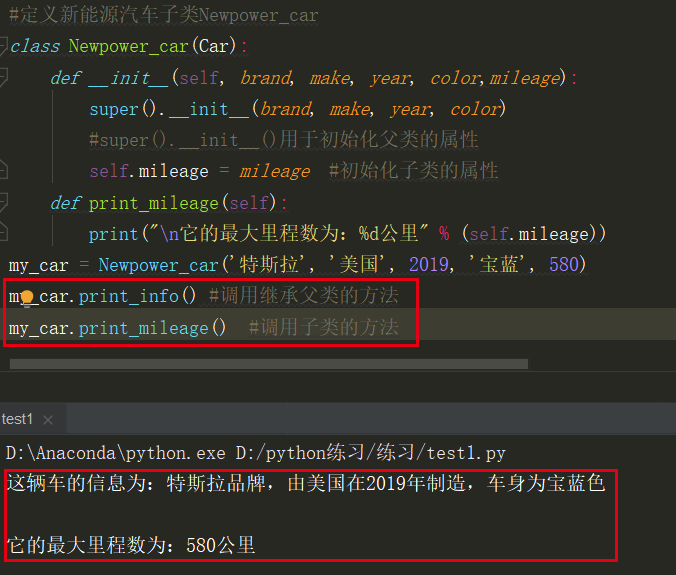 #定义新能源汽车子类Newpower_car
class Newpower_car(Car):
def __init__(self, brand, make, year, color,mileage):
super().__init__(brand, make, year, color)
#super().__init__()用于初始化父类的属性
self.mileage = mileage  #初始化子类的属性
def print_mileage(self):
print("\n它的最大里程数为：%d公里" % (self.mileage))
my_car = Newpower_car('特斯拉', '美国', 2019, '宝蓝', 580)
my_car.print_info() #调用继承父类的方法
my_car.print_mileage()  #调用子类的方法
test1
D:\Anaconda\python.exe D:/python练习/练习/test1.py
这辆车的信息为：特斯拉品牌，由美国在2019年制造，车身为宝蓝色
它的最大里程数为：580公里